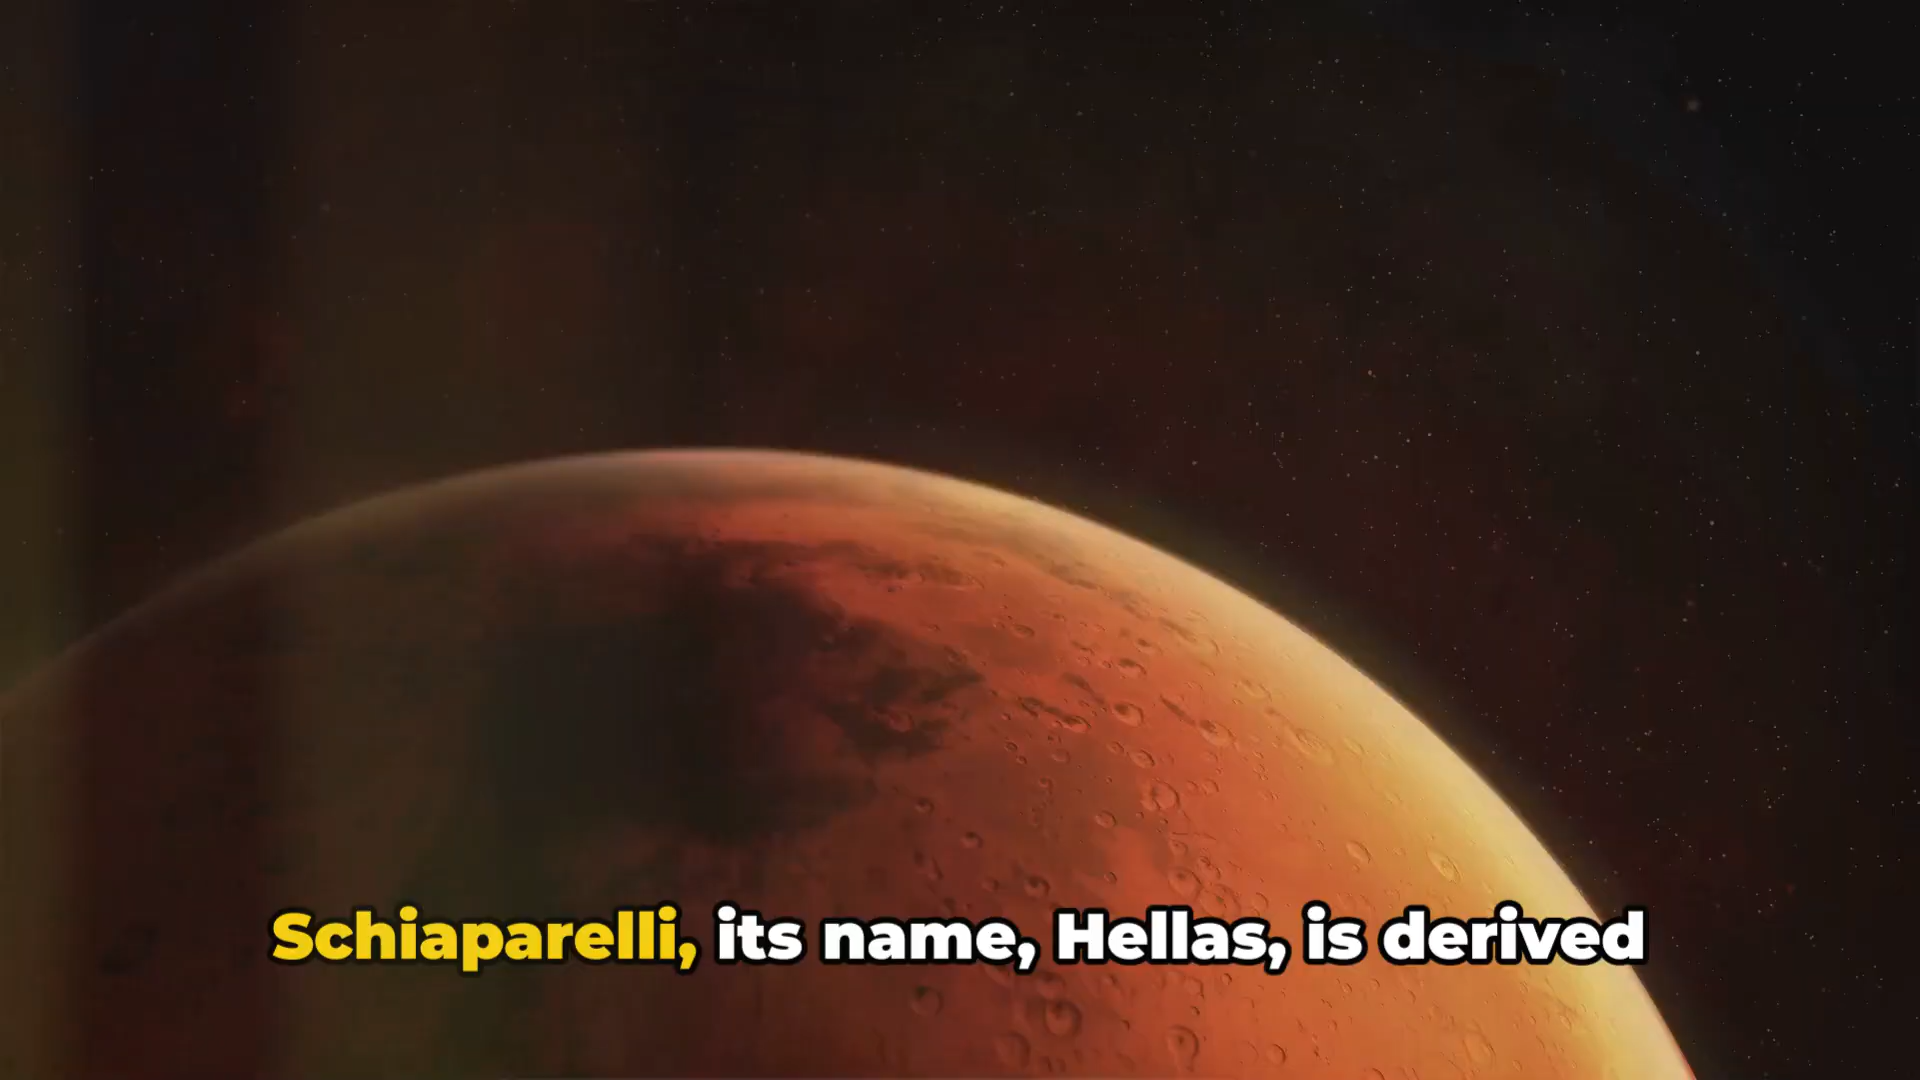 Schiaparelli, its name, Hellas, is derived